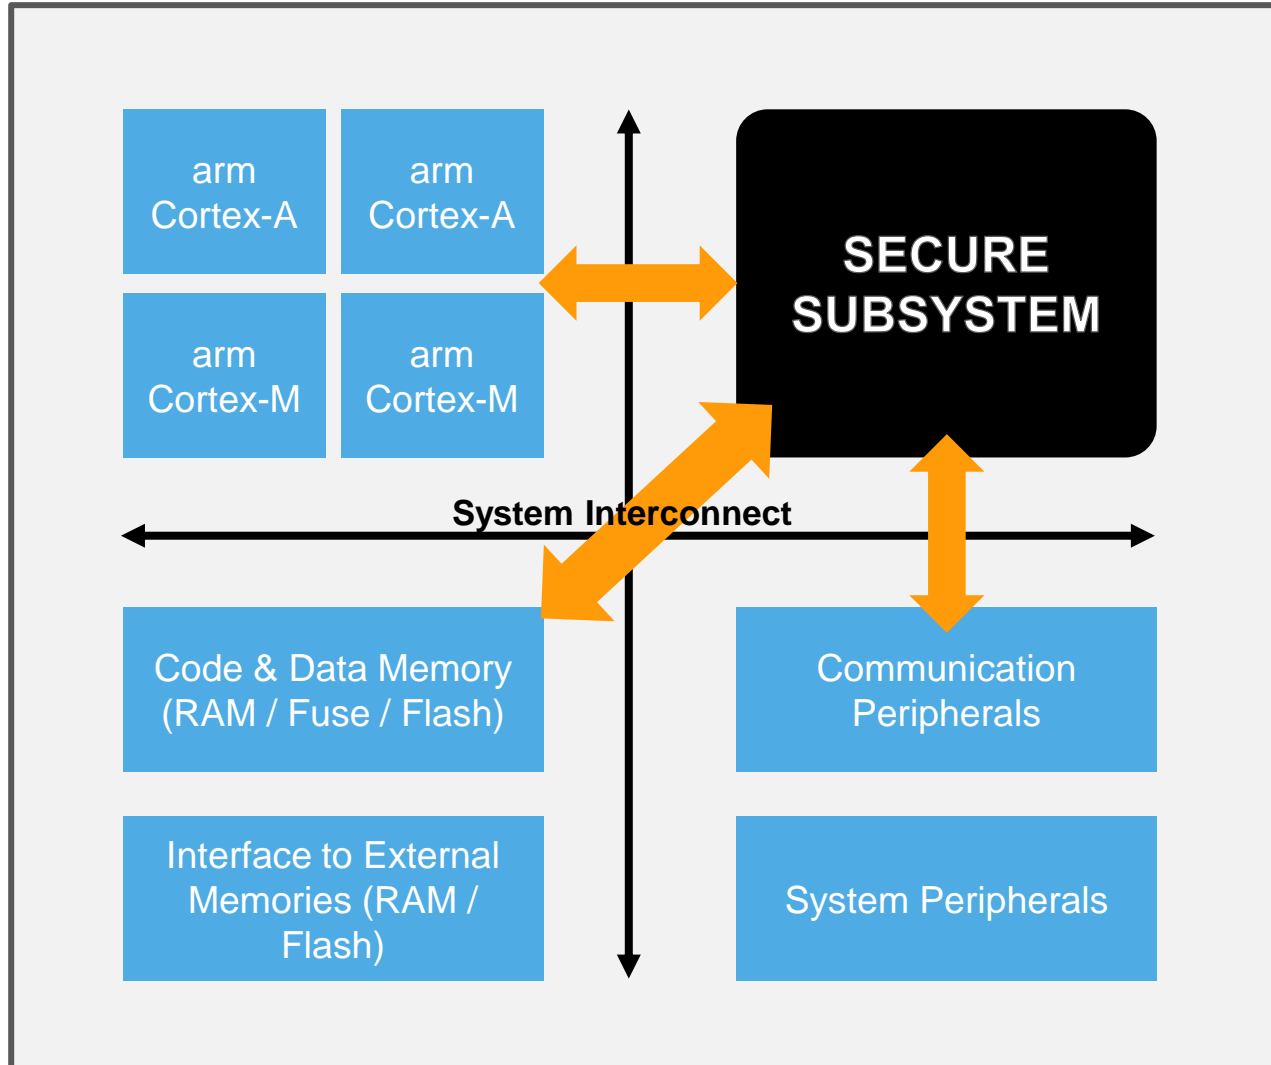 arm
Cortex-A
arm
Cortex-A
SECURE
SUBSYSTEM
arm
Cortex-M
arm
Cortex-M
System Interconnect
Code & Data Memory
(RAM / Fuse / Flash)
Communication
Peripherals
Interface to External
Memories (RAM /
Flash)
System Peripherals